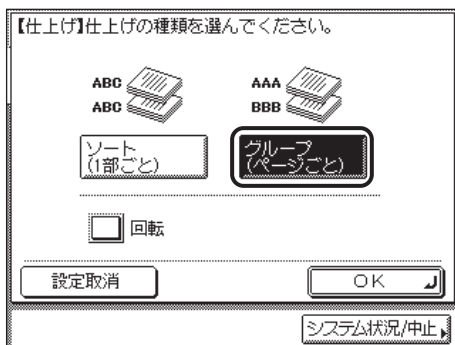 【仕上げ】仕上げの種類を選んでください。
ABC
ABC
AAA
BBB
ソート
(1部ごと)
グループ
(ページごと)
回転
設定取消
OK
システム状況/中止